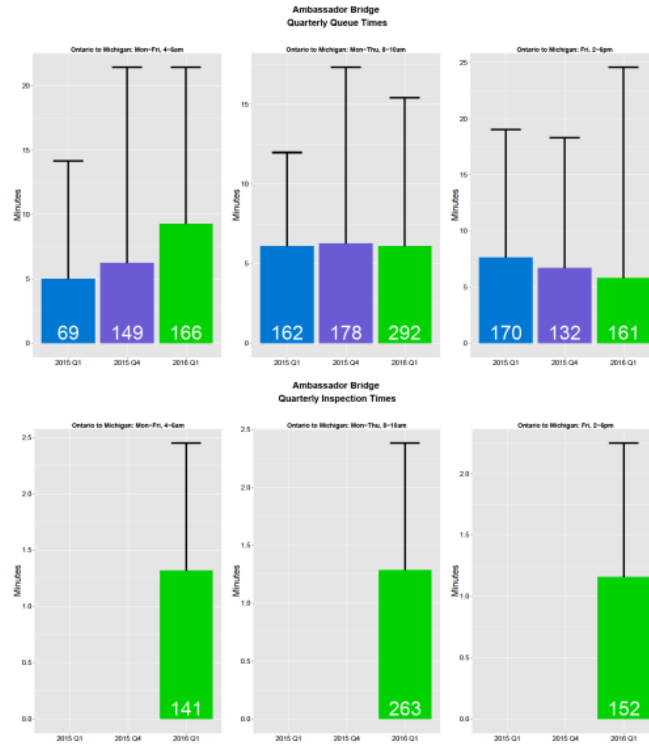 Ambassador Bridge
Quarterly Queue Times
Ontario to Michigan: Mon-Fri, 4-6am
Minutes
20
15
10
5
0
69
149
166
2015 Q1
2015 Q4
2016 Q1
Ontario to Michigan: Mon-Thu, 8-10am
Minutes
15
10
5
0
162
178
292
2015 Q1
2015 Q4
2016 Q1
Ontario to Michigan: Fri, 2-6pm
Minutes
25
20
15
10
5
0
170
132
161
2015 Q1
2015 Q4
2016 Q1
Ambassador Bridge
Quarterly Inspection Times
Ontario to Michigan: Mon-Fri, 4-6am
Minutes
2.5
2.0
1.5
1.0
0.5
0.0
141
2015 Q1
2015 Q4
2016 Q1
Ontario to Michigan: Mon-Thu, 8-10am
Minutes
2.5
2.0
1.5
1.0
0.5
0.0
263
2015 Q1
2015 Q4
2016 Q1
Ontario to Michigan: Fri, 2-6pm
Minutes
2.0
1.5
1.0
0.5
0.0
152
2015 Q1
2015 Q4
2016 Q1